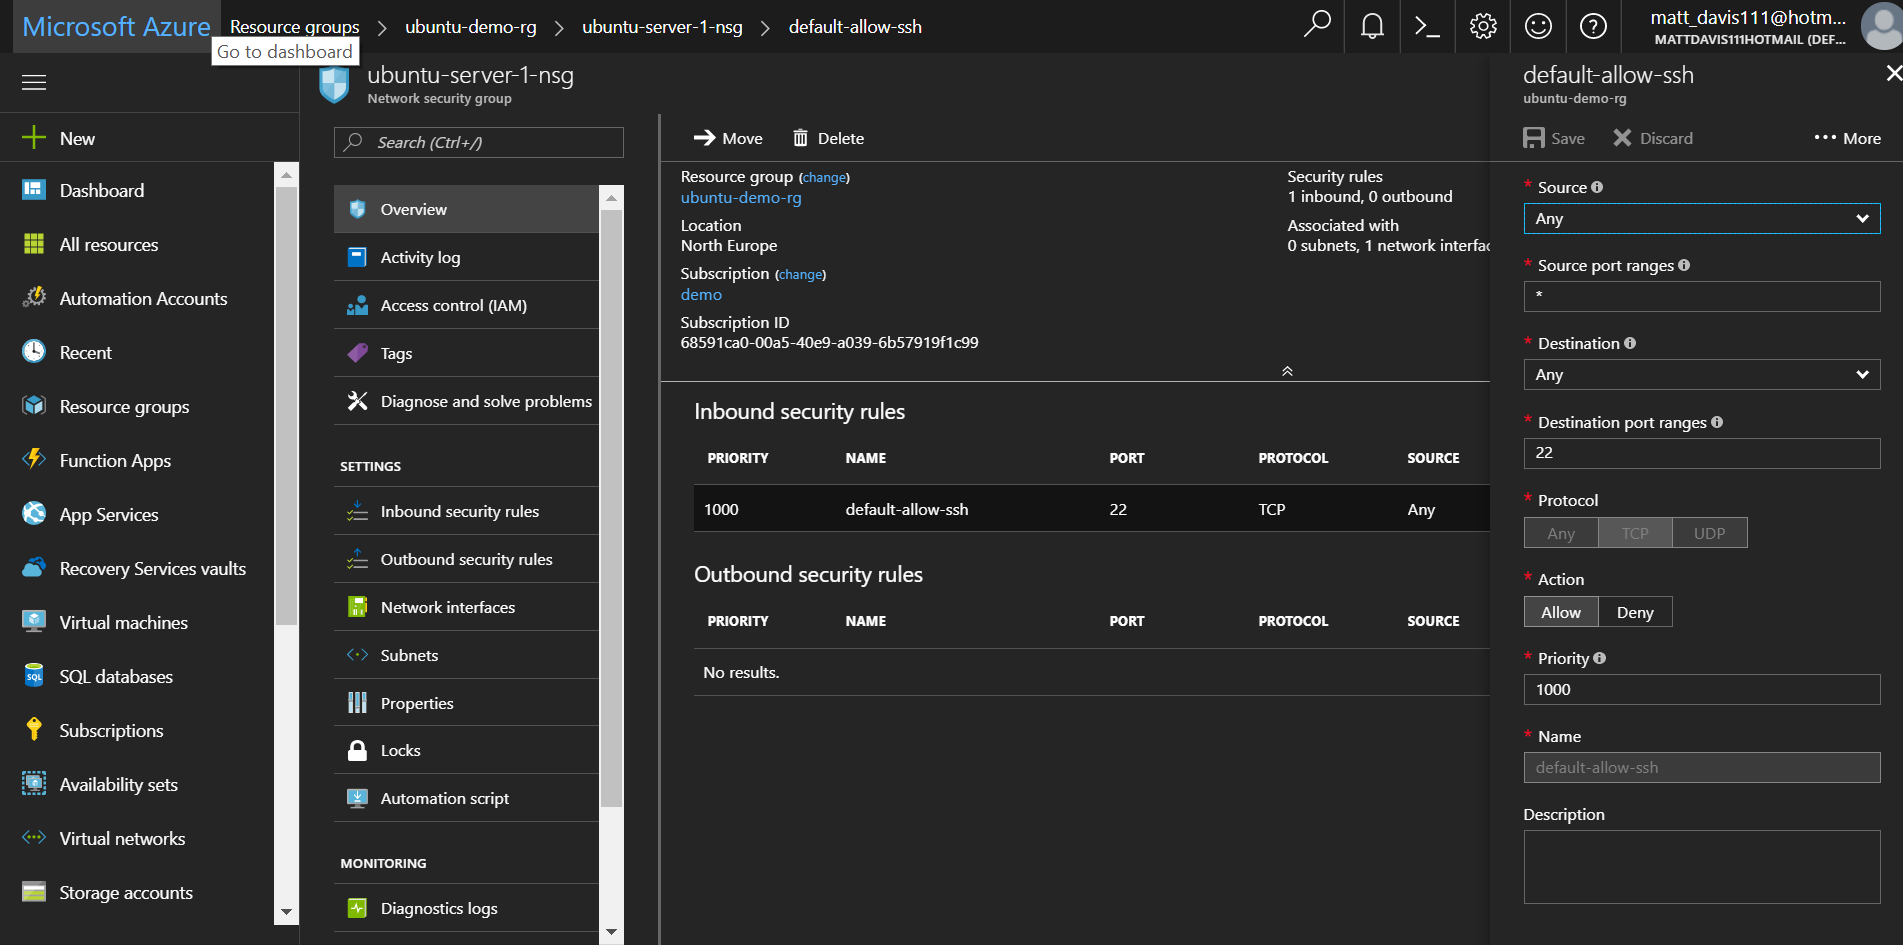 Microsoft Azure Resource groups > ubuntu-demo-rg > ubuntu-server-1-nsg > default-allow-ssh
matt_davis111@hotm...
MATTDAVIS111HOTMAIL (DEF...
Go to dashboard
New
Dashboard
All resources
Automation Accounts
Recent
Resource groups
Function Apps
App Services
Recovery Services vaults
Virtual machines
SQL databases
Subscriptions
Availability sets
Virtual networks
Storage accounts
ubuntu-server-1-nsg
Network security group
Search (Ctrl+/)
Overview
Activity log
Access control (IAM)
Tags
Diagnose and solve problems
SETTINGS
Inbound security rules
Outbound security rules
Network interfaces
Subnets
Properties
Locks
Automation script
MONITORING
Diagnostics logs
Move Delete
Resource group (change)
ubuntu-demo-rg
Location
North Europe
Subscription (change)
demo
Subscription ID
68591ca0-00a5-40e9-a039-6b57919f1c99
Security rules
1 inbound, 0 outbound
Associated with
0 subnets, 1 network interfac
Inbound security rules
PRIORITY NAME PORT PROTOCOL SOURCE
1000 default-allow-ssh 22 TCP Any
Outbound security rules
PRIORITY NAME PORT PROTOCOL SOURCE
No results.
default-allow-ssh
ubuntu-demo-rg
Save Discard ... More
* Source
Any
* Source port ranges
*
* Destination
Any
* Destination port ranges
22
* Protocol
Any TCP UDP
* Action
Allow Deny
* Priority
1000
* Name
default-allow-ssh
Description